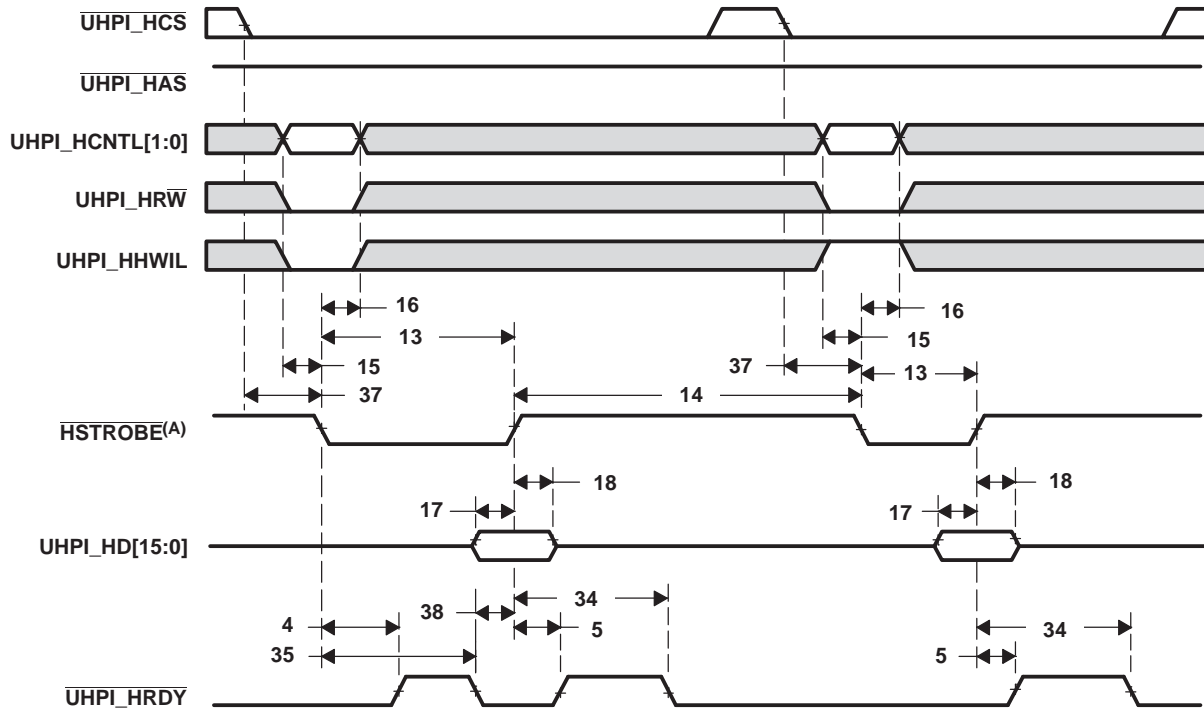 UHPI_HCS
UHPI_HAS
UHPI_HCNTL[1:0]
UHPI_HRW
UHPI_HHWIL
16
16
13
15
15
37
13
37
14
HSTROBE(A)
18
18
17
17
UHPI_HD[15:0]
34
38
4
5
34
35
5
UHPI_HRDY